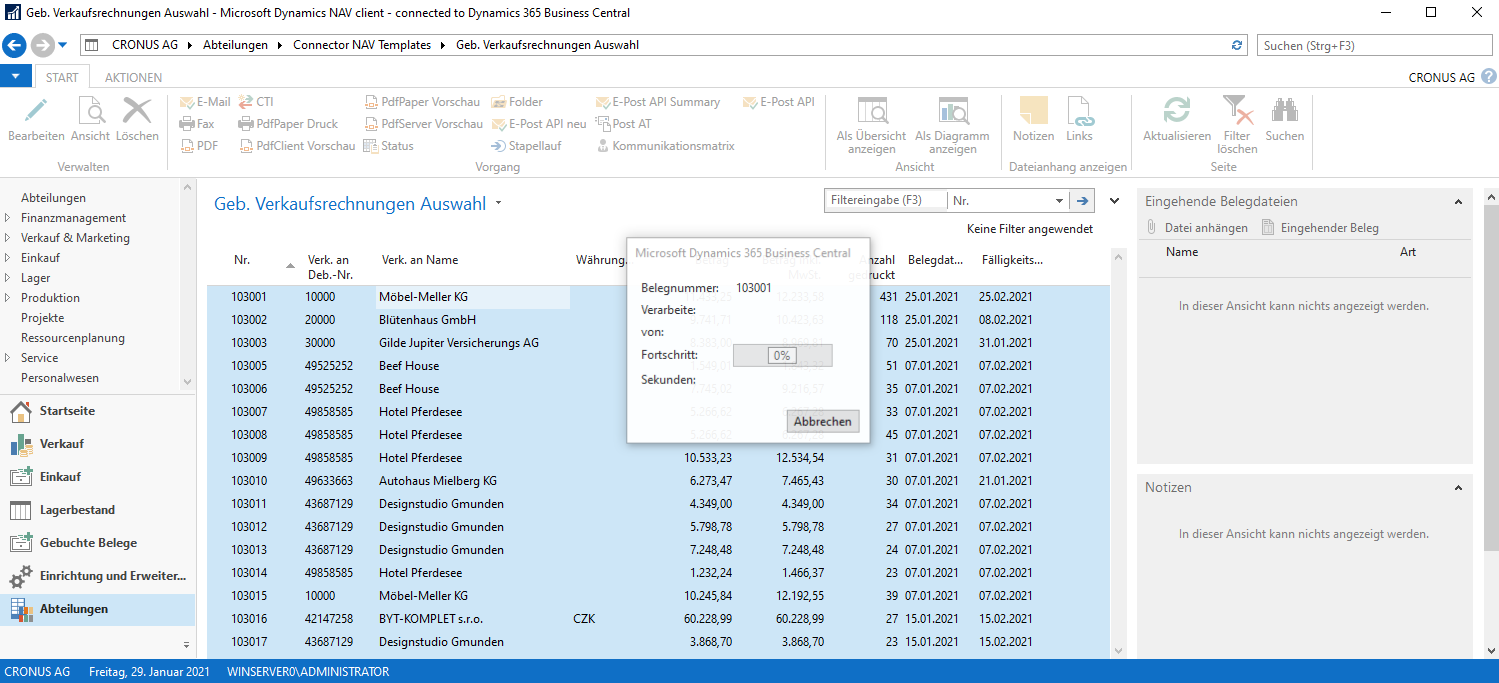 Geb. Verkaufsrechnungen Auswahl - Microsoft Dynamics NAV client - connected to Dynamics 365 Business Central
CRONUS AG Abteilungen Connector NAV Templates Geb. Verkaufsrechnungen Auswahl
Suchen (Strg+F3)
START AKTIONEN
CRONUS AG
Bearbeiten Ansicht Löschen
Verwalten
E-Mail CTI PdfPaper Vorschau Folder E-Post API Summary E-Post API
Fax PdfPaper Druck PdfServer Vorschau E-Post API neu Post AT
PDF PdfClient Vorschau Status Stapellauf Kommunikationsmatrix
Vorgang
Als Übersicht anzeigen
Als Diagramm anzeigen
Ansicht
Notizen Links
Dateianhang anzeigen
Aktualisieren
Filter löschen
Suchen
Seite
Abteilungen
Finanzmanagement
Verkauf & Marketing
Einkauf
Lager
Produktion
Projekte
Ressourcenplanung
Service
Personalwesen
Startseite
Verkauf
Einkauf
Lagerbestand
Gebuchte Belege
Einrichtung und Erweiter...
Abteilungen
Geb. Verkaufsrechnungen Auswahl
Filtereingabe (F3) Nr.
Keine Filter angewendet
Nr. Verk. an Deb.-Nr. Verk. an Name Währung. MwSt. Anzahl gedruckt Belegdat... Fälligkeits...
103001 10000 Möbel-Meller KG 11.433,25 12.233,58 431 25.01.2021 25.02.2021
103002 20000 Blütenhaus GmbH 9.741,71 10.423,63 118 25.01.2021 08.02.2021
103003 30000 Gilde Jupiter Versicherungs AG 70 25.01.2021 31.01.2021
103005 49525252 Beef House 51 07.01.2021 07.02.2021
103006 49525252 Beef House 7.745,02 9.216,57 35 07.01.2021 07.02.2021
103007 49858585 Hotel Pferdesee 5.266,62 33 07.01.2021 07.02.2021
103008 49858585 Hotel Pferdesee 5.266,62 45 07.01.2021 07.02.2021
103009 49858585 Hotel Pferdesee 10.533,23 12.534,54 31 07.01.2021 07.02.2021
103010 49633663 Autohaus Mielberg KG 6.273,47 7.465,43 30 07.01.2021 21.01.2021
103011 43687129 Designstudio Gmunden 4.349,00 4.349,00 34 07.01.2021 07.02.2021
103012 43687129 Designstudio Gmunden 5.798,78 5.798,78 27 07.01.2021 07.02.2021
103013 43687129 Designstudio Gmunden 7.248,48 7.248,48 24 07.01.2021 07.02.2021
103014 49858585 Hotel Pferdesee 1.232,24 1.466,37 23 07.01.2021 07.02.2021
103015 10000 Möbel-Meller KG 10.245,84 12.192,55 39 07.01.2021 07.02.2021
103016 42147258 BYT-KOMPLET s.r.o. CZK 60.228,99 60.228,99 27 15.01.2021 15.02.2021
103017 43687129 Designstudio Gmunden 3.868,70 3.868,70 23 15.01.2021 15.02.2021
Microsoft Dynamics 365 Business Central
Belegnummer: 103001
Verarbeite:
von:
Fortschritt: 0%
Sekunden:
Abbrechen
Eingehende Belegdateien
Datei anhängen Eingehender Beleg
Name Art
In dieser Ansicht kann nichts angezeigt werden.
Notizen
In dieser Ansicht kann nichts angezeigt werden.
CRONUS AG Freitag, 29. Januar 2021 WINSERVER0\ADMINISTRATOR